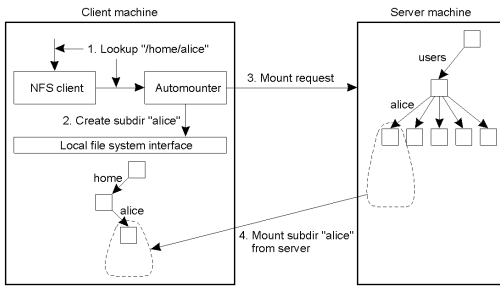 Client machine
Server machine
1. Lookup "/home/alice"
users
NFS client
Automounter
3. Mount request
alice
2. Create subdir "alice"
Local file system interface
home
alice
4. Mount subdir "alice"
from server